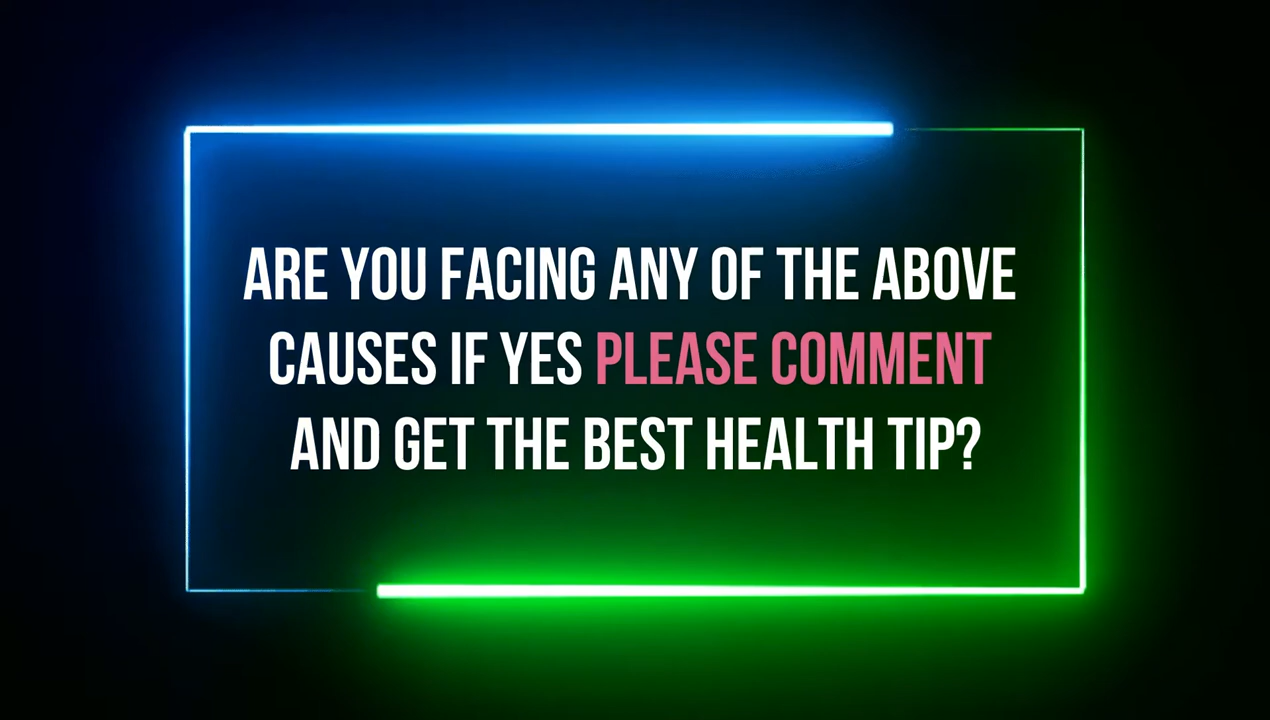 ARE YOU FACING ANY OF THE ABOVE
CAUSES IF YES PLEASE COMMENT
AND GET THE BEST HEALTH TIP?